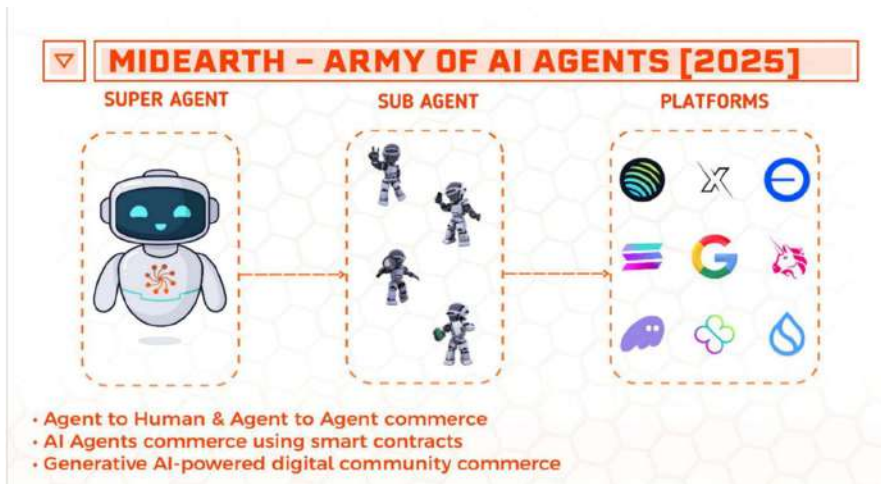 MIDEARTH – ARMY OF AI AGENTS [2025]
SUPER AGENT
SUB AGENT
PLATFORMS
• Agent to Human & Agent to Agent commerce
• AI Agents commerce using smart contracts
• Generative AI-powered digital community commerce